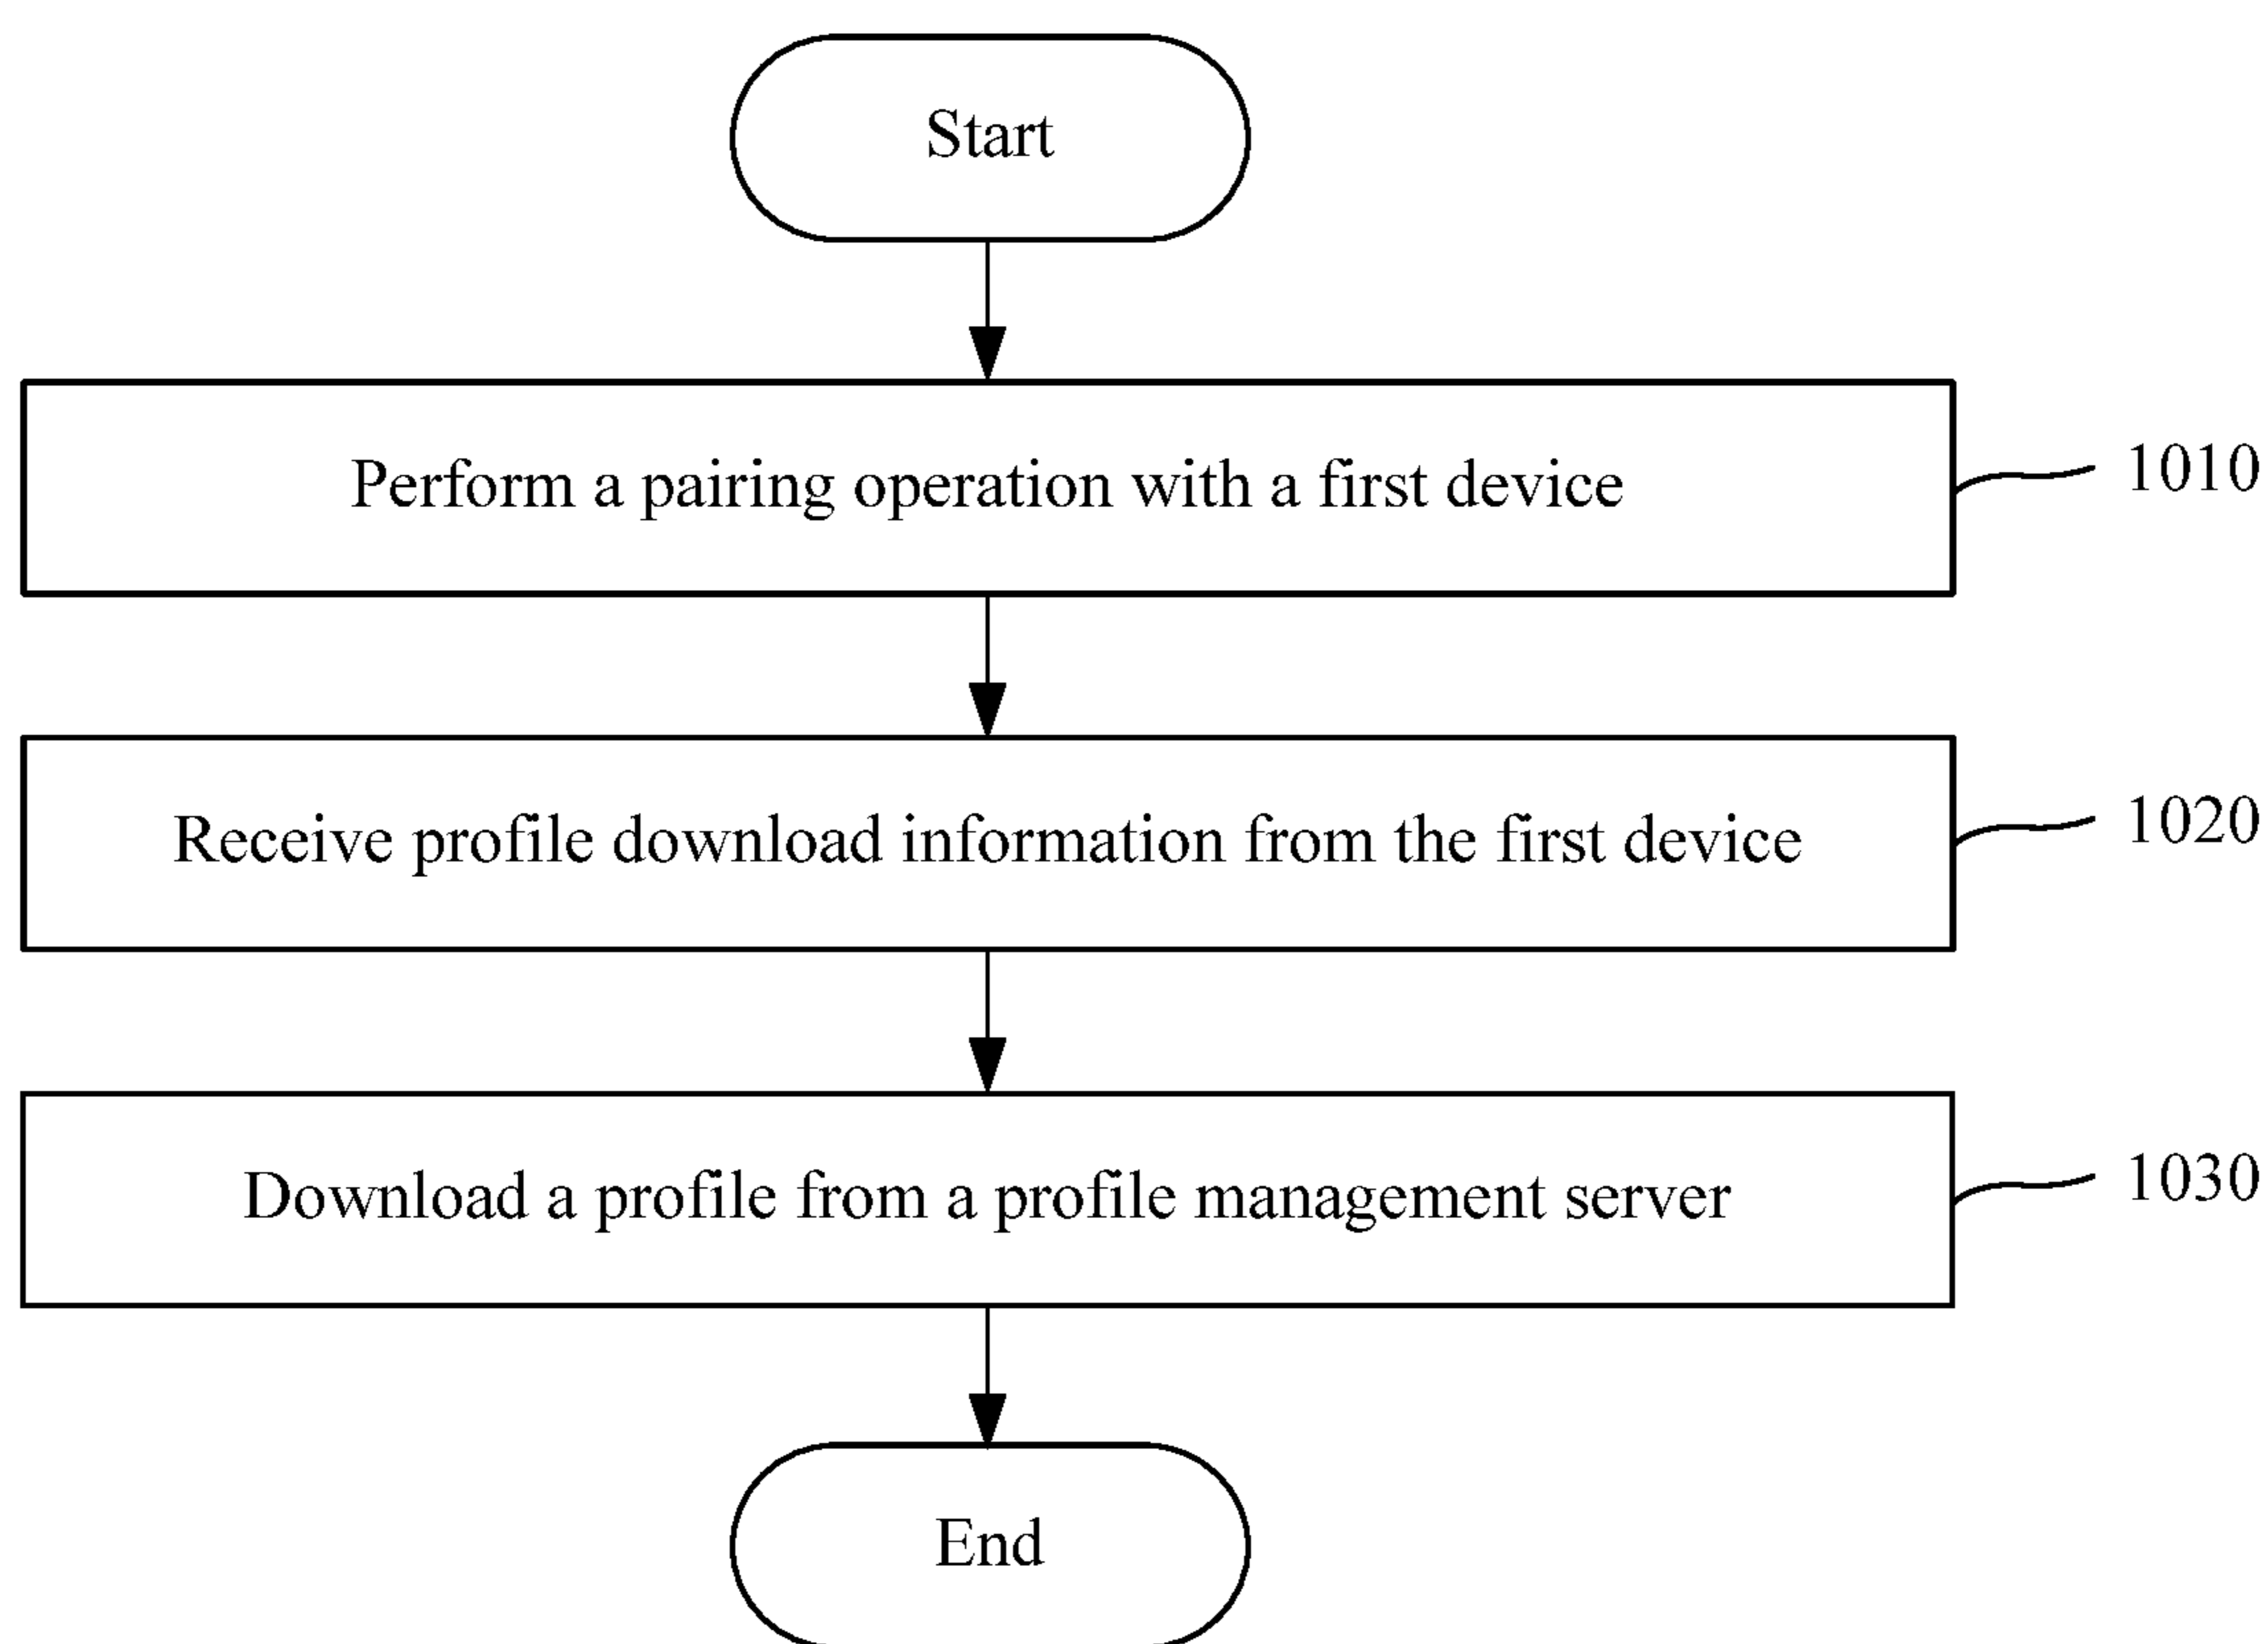 Start
Perform a pairing operation with a first device
1010
Receive profile download information from the first device
1020
Download a profile from a profile management server
1030
End